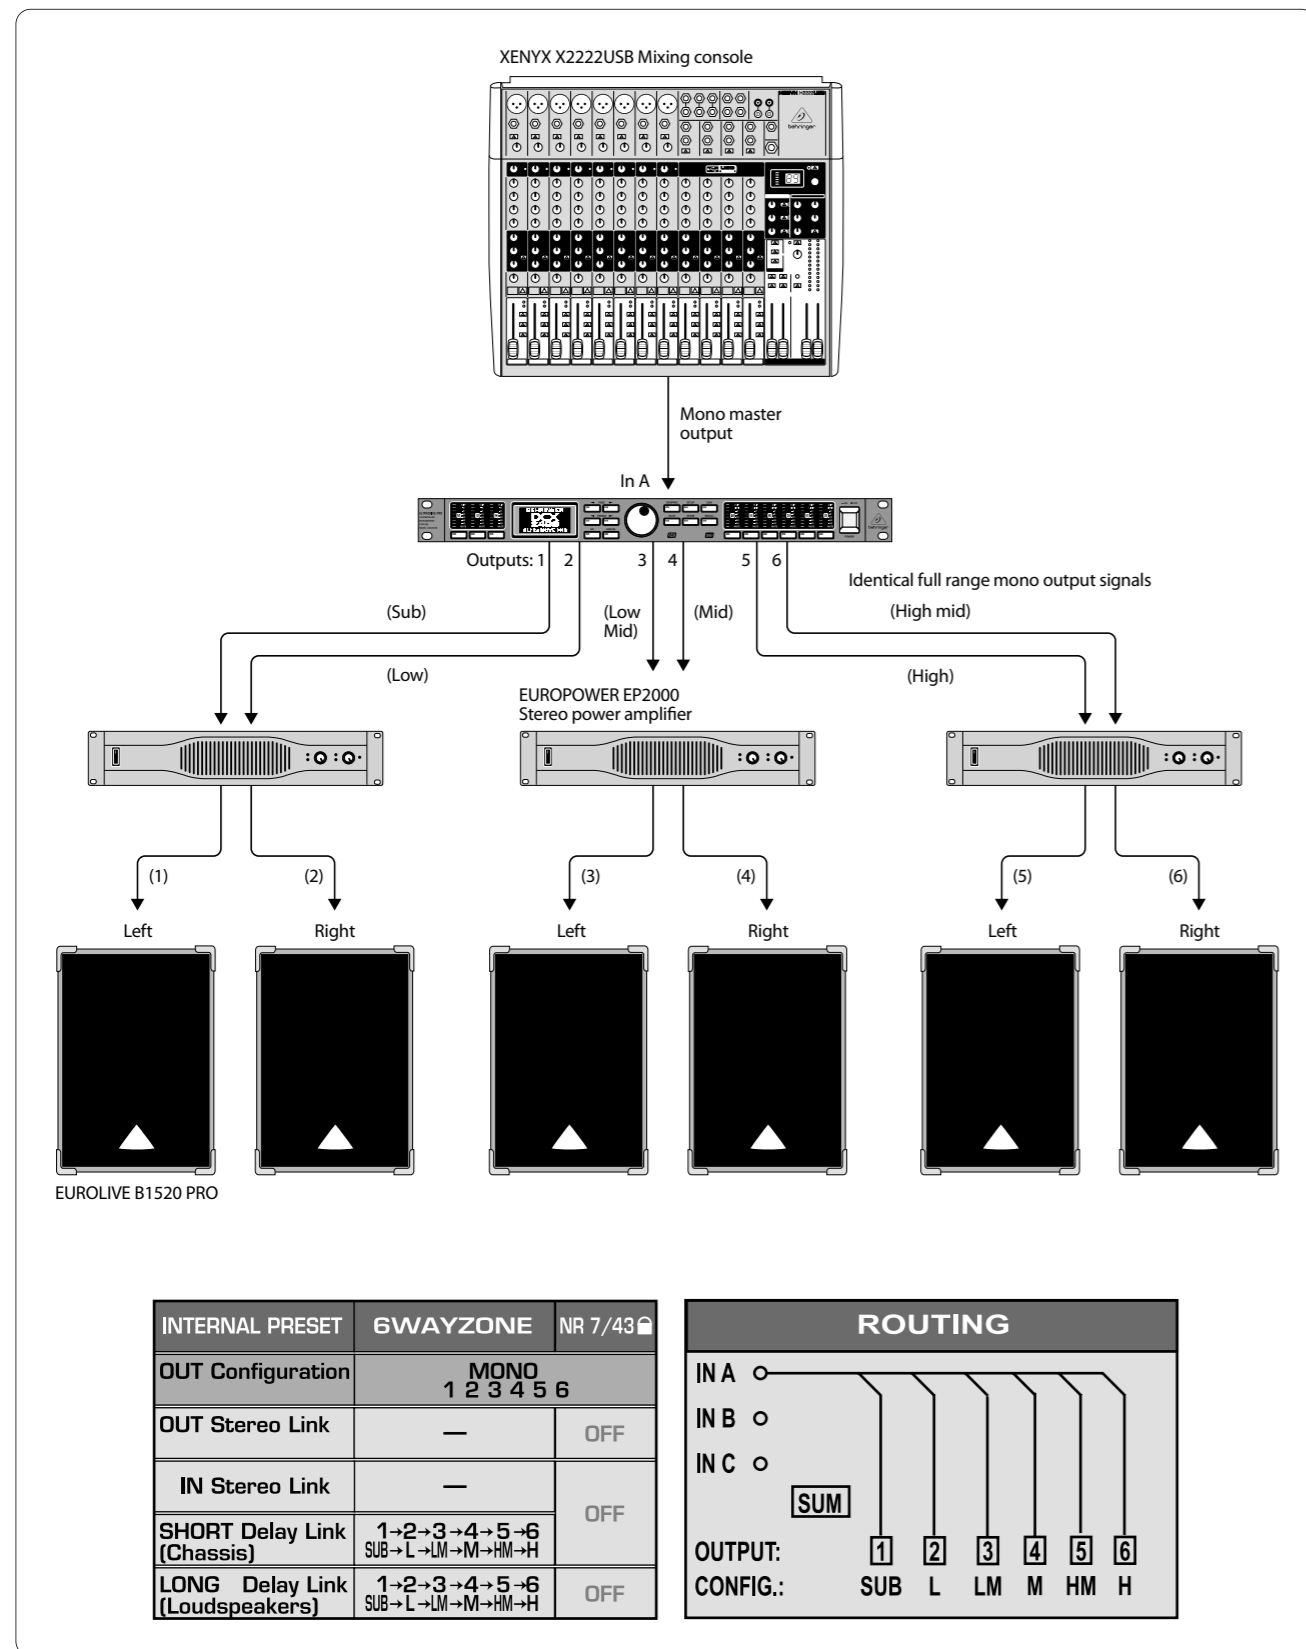 XENYX X2222USB Mixing console
behringer
Mono master
output
In A
Outputs: 1 2 3 4 5 6
Identical full range mono output signals
(Sub)
(Low
Mid)
(Mid)
(High mid)
(Low)
(High)
EUROPOWER EP2000
Stereo power amplifier
(1) (2) (3) (4) (5) (6)
Left Right Left Right Left Right
EUROLIVE B1520 PRO
INTERNAL PRESET 6WAYZONE NR 7/43
OUT Configuration MONO
1 2 3 4 5 6
OUT Stereo Link — OFF
IN Stereo Link —
OFF
SHORT Delay Link 1→2→3→4→5→6
(Chassis) SUB→L→LM→M→HM→H
LONG Delay Link 1→2→3→4→5→6
(Loudspeakers) SUB→L→LM→M→HM→H OFF
ROUTING
IN A
IN B
IN C
SUM
OUTPUT: 1 2 3 4 5 6
CONFIG.: SUB L LM M HM H